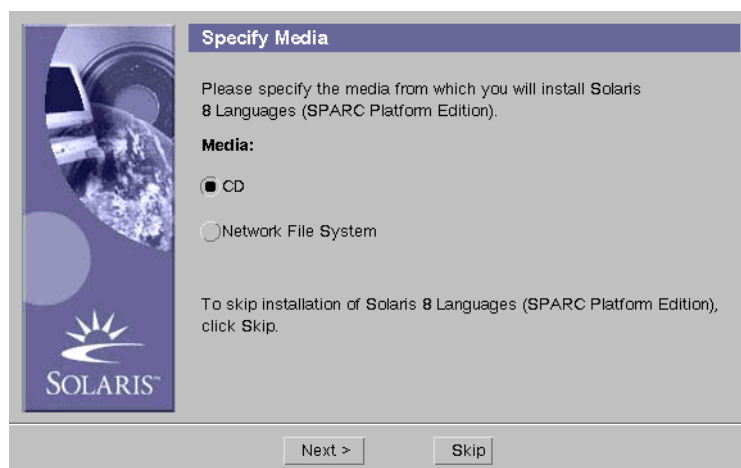 Specify Media
Please specify the media from which you will install Solaris
8 Languages (SPARC Platform Edition).
Media:
CD
Network File System
To skip installation of Solaris 8 Languages (SPARC Platform Edition),
click Skip.
SOLARIS™
Next >
Skip